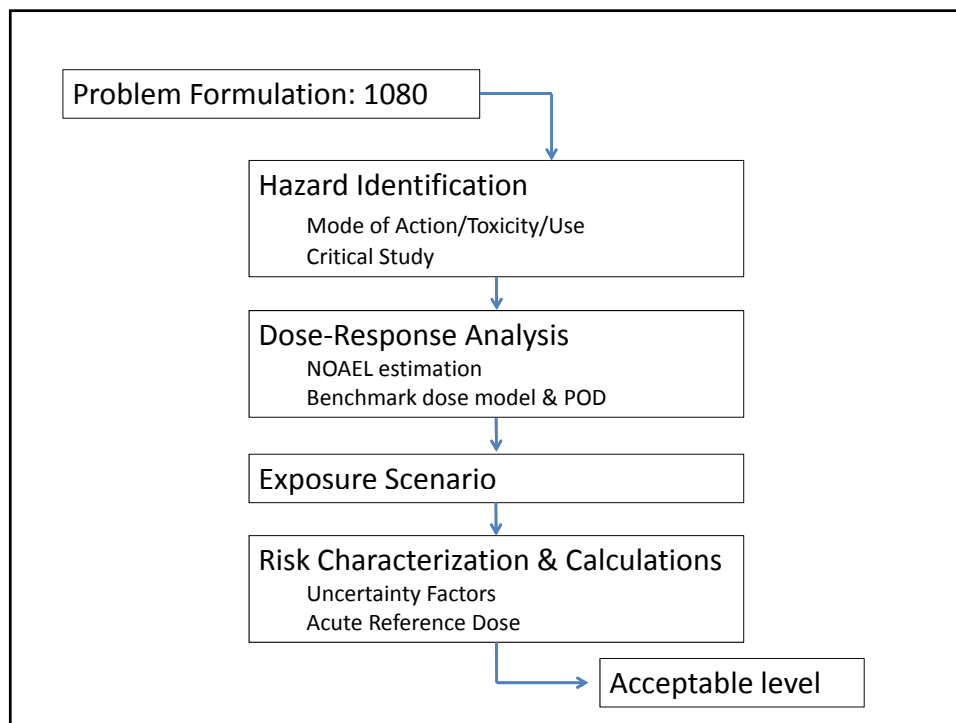 Problem Formulation: 1080
Hazard Identification
Mode of Action/Toxicity/Use
Critical Study
Dose-Response Analysis
NOAEL estimation
Benchmark dose model & POD
Exposure Scenario
Risk Characterization & Calculations
Uncertainty Factors
Acute Reference Dose
Acceptable level